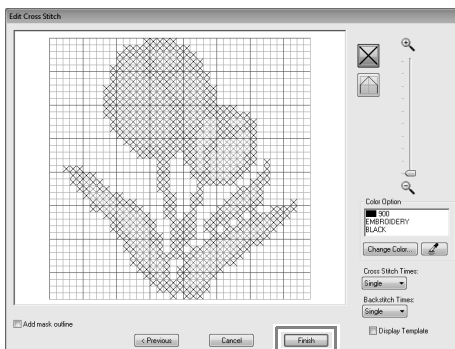 Edit Cross Stitch
Color Option
900
EMBROIDERY
BLACK
Change Color...
Cross Stitch Times:
Single
Backstitch Times:
Single
Display Template
Add mask outline
< Previous
Cancel
Finish